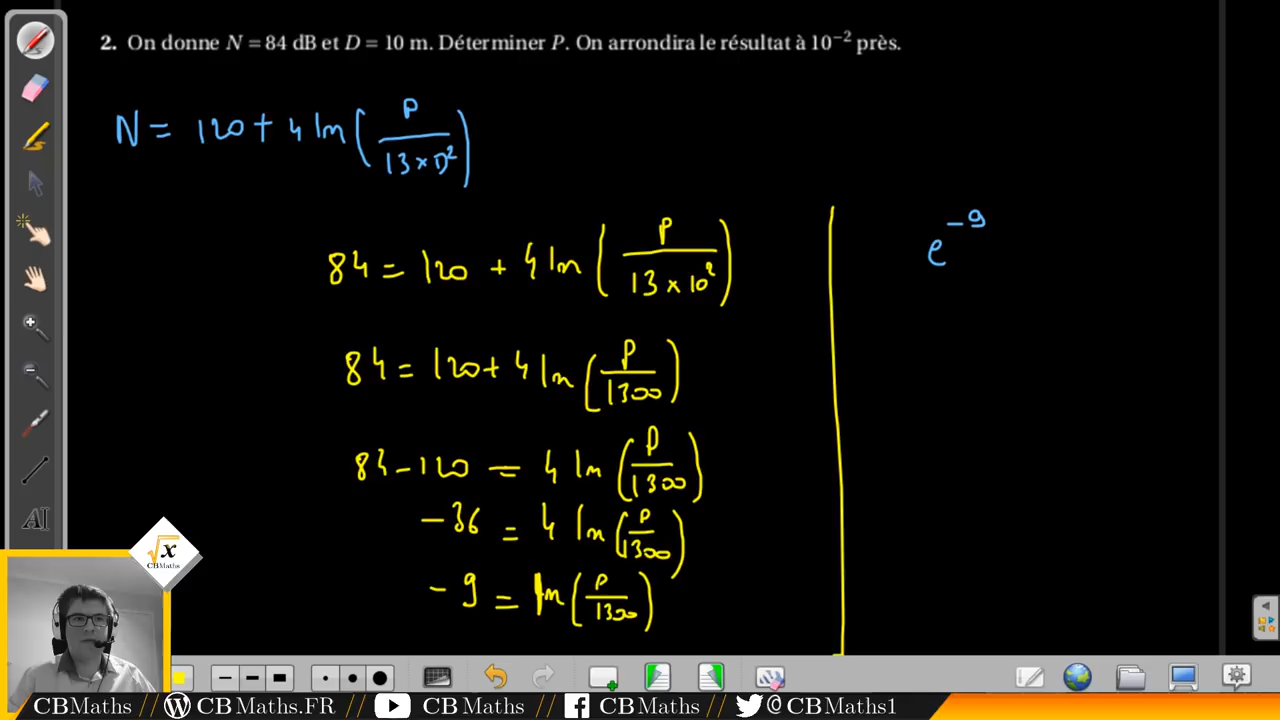 2. On donne N = 84 dB et D = 10 m. Déterminer P. On arrondira le résultat à 10⁻² près.
N = 120 + 4 ln(P / (13 × D²))
84 = 120 + 4 ln(P / (13 × 10²))
84 = 120 + 4 ln(P / 1300)
84 - 120 = 4 ln(P / 1300)
-36 = 4 ln(P / 1300)
-9 = ln(P / 1300)
e⁻⁹
AI
√x
CBMaths
CBMaths CBMaths.FR CBMaths CBMaths @CBMaths1